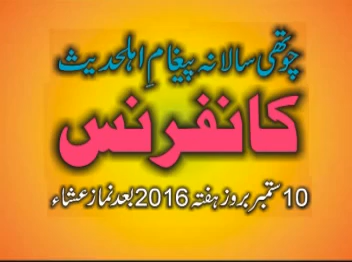 چوتھی سالانہ پیغامِ اہلحدیث
کانفرنس
10 ستمبر بروز ہفتہ 2016 بعد نماز عشاء